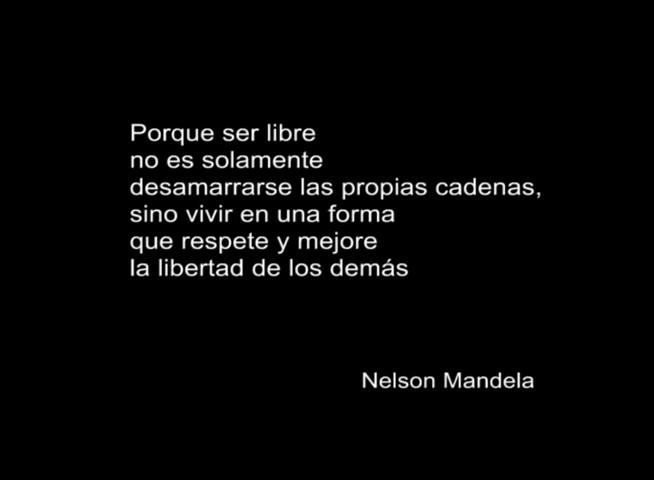 Porque ser libre
no es solamente
desamarrarse las propias cadenas,
sino vivir en una forma
que respete y mejore
la libertad de los demás
Nelson Mandela